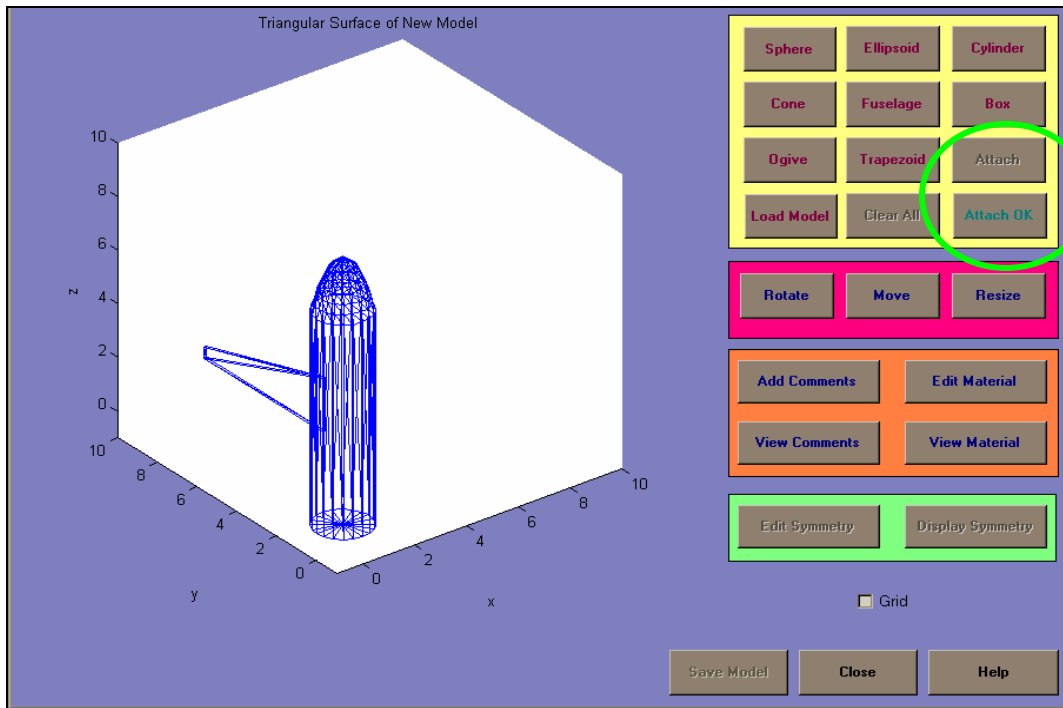 Triangular Surface of New Model
10
8
6
4
2
0
z
10
8
6
4
2
0
y
0
2
4
6
8
10
x
Sphere Ellipsoid Cylinder
Cone Fuselage Box
Ogive Trapezoid Attach
Load Model Clear All Attach OK
Rotate Move Resize
Add Comments Edit Material
View Comments View Material
Edit Symmetry Display Symmetry
Grid
Save Model Close Help